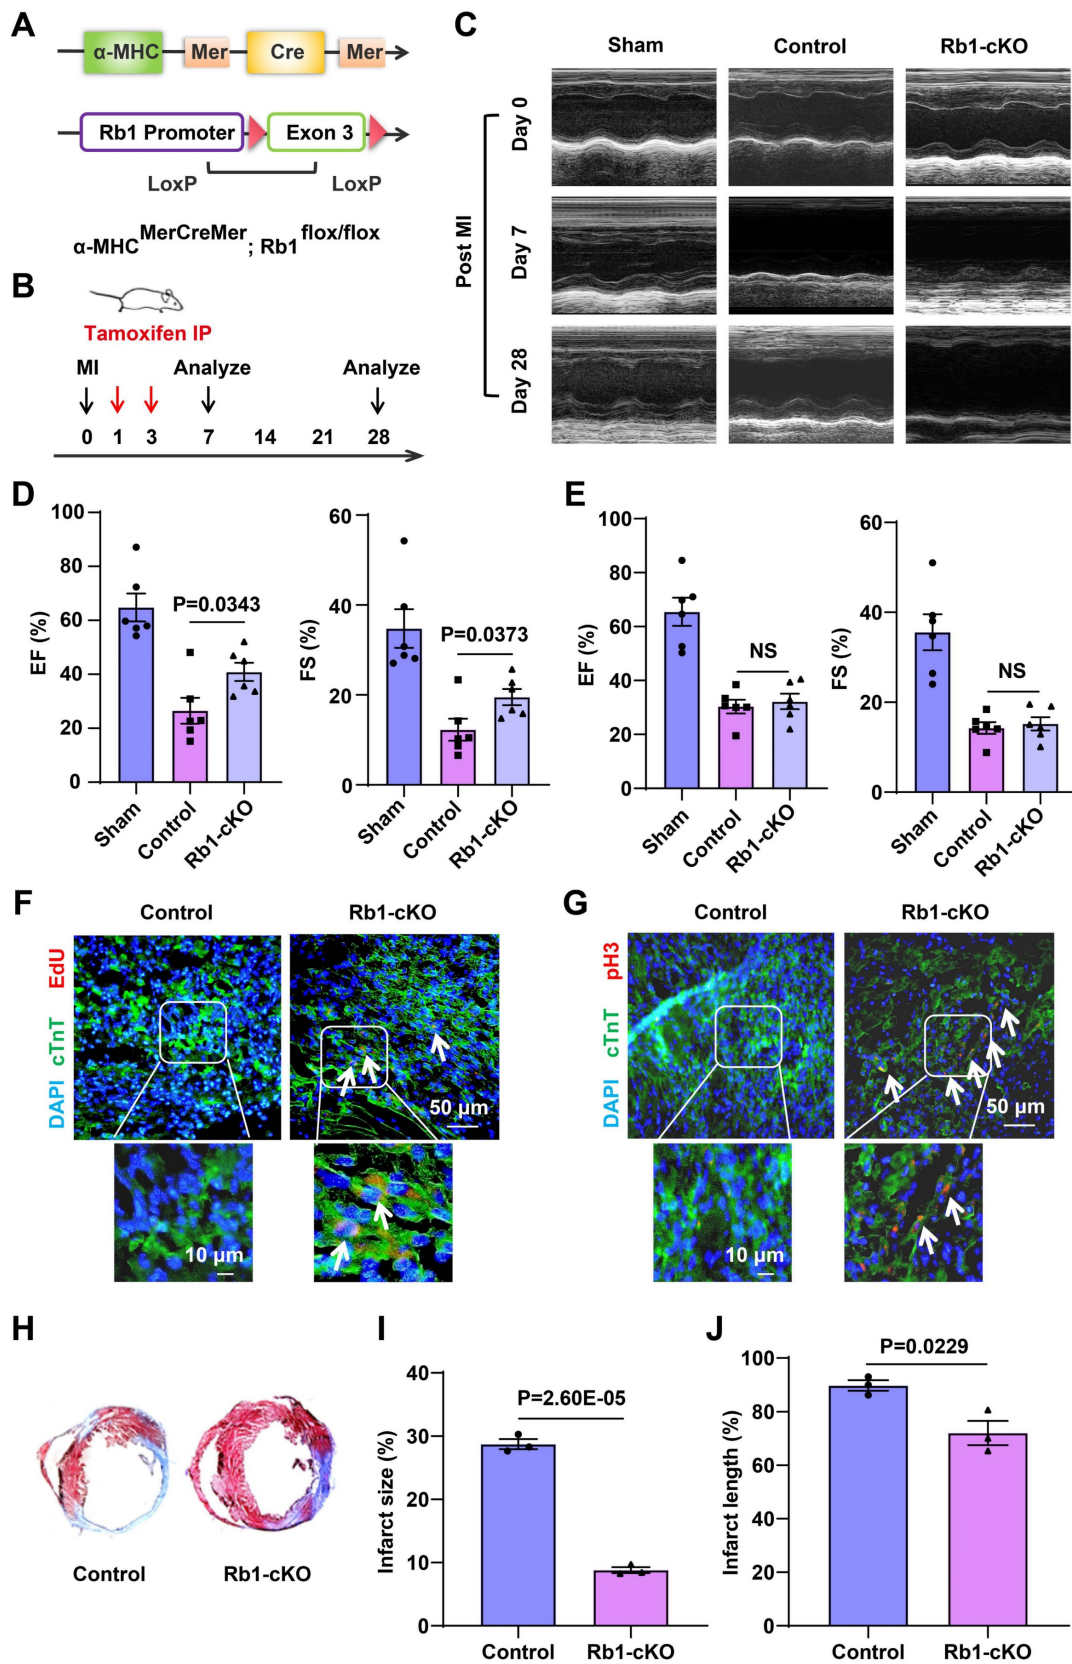 A
α-MHC Mer Cre Mer
Rb1 Promoter Exon 3
LoxP LoxP
α-MHC^MerCreMer; Rb1^flox/flox
B
Tamoxifen IP
MI Analyze Analyze
0 1 3 7 14 21 28
C
Sham Control Rb1-cKO
Post MI
Day 0
Day 7
Day 28
D
EF (%)
100
80
60
40
20
0
P=0.0343
Sham Control Rb1-cKO
FS (%)
60
40
20
0
P=0.0373
Sham Control Rb1-cKO
E
EF (%)
100
80
60
40
20
0
NS
Sham Control Rb1-cKO
FS (%)
60
40
20
0
NS
Sham Control Rb1-cKO
F
Control Rb1-cKO
DAPI cTnT EdU
50 μm
10 μm
G
Control Rb1-cKO
DAPI cTnT pH3
50 μm
10 μm
H
Control Rb1-cKO
I
Infarct size (%)
40
30
20
10
0
P=2.60E-05
Control Rb1-cKO
J
Infarct length (%)
100
80
60
40
20
0
P=0.0229
Control Rb1-cKO